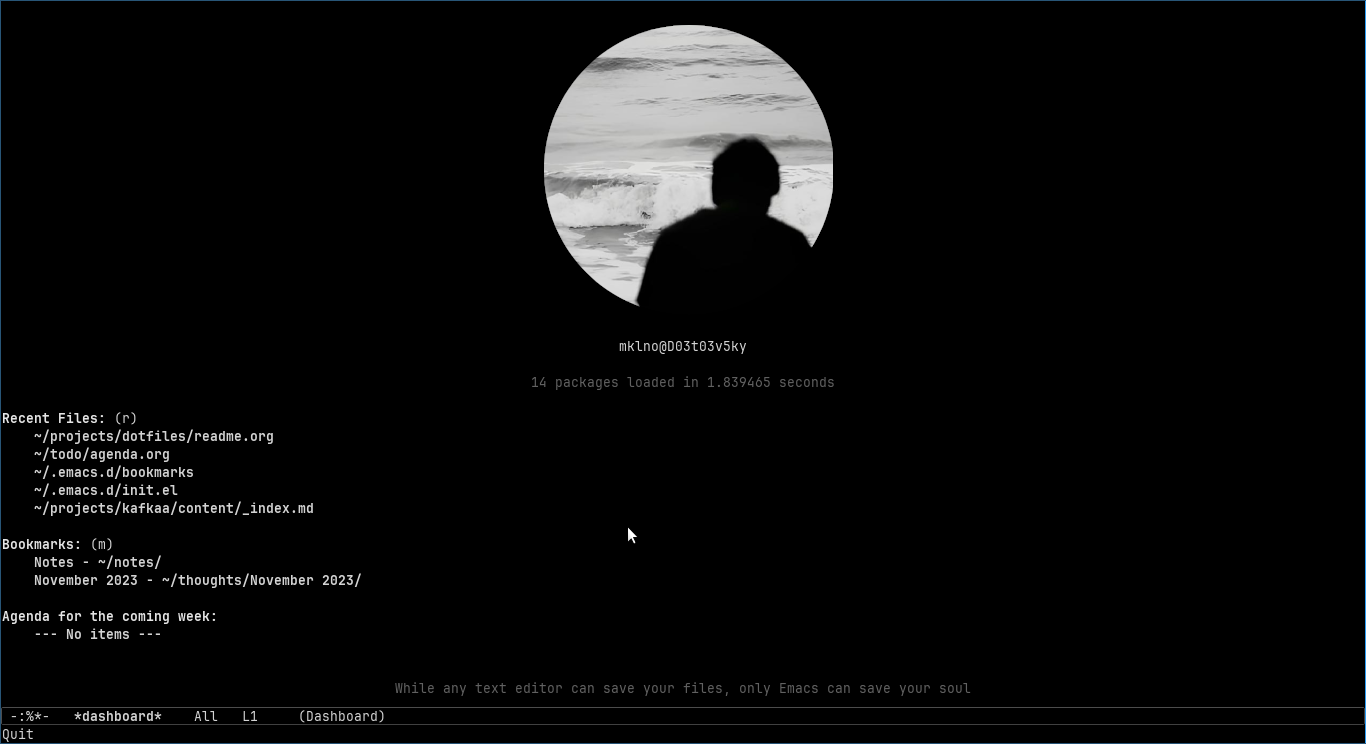 mklno@D03t03v5ky
14 packages loaded in 1.839465 seconds
Recent Files: (r)
~/projects/dotfiles/readme.org
~/todo/agenda.org
~/.emacs.d/bookmarks
~/.emacs.d/init.el
~/projects/kafkaa/content/_index.md
Bookmarks: (m)
Notes - ~/notes/
November 2023 - ~/thoughts/November 2023/
Agenda for the coming week:
--- No items ---
While any text editor can save your files, only Emacs can save your soul
-:%*-   *dashboard*    All   L1     (Dashboard)
Quit